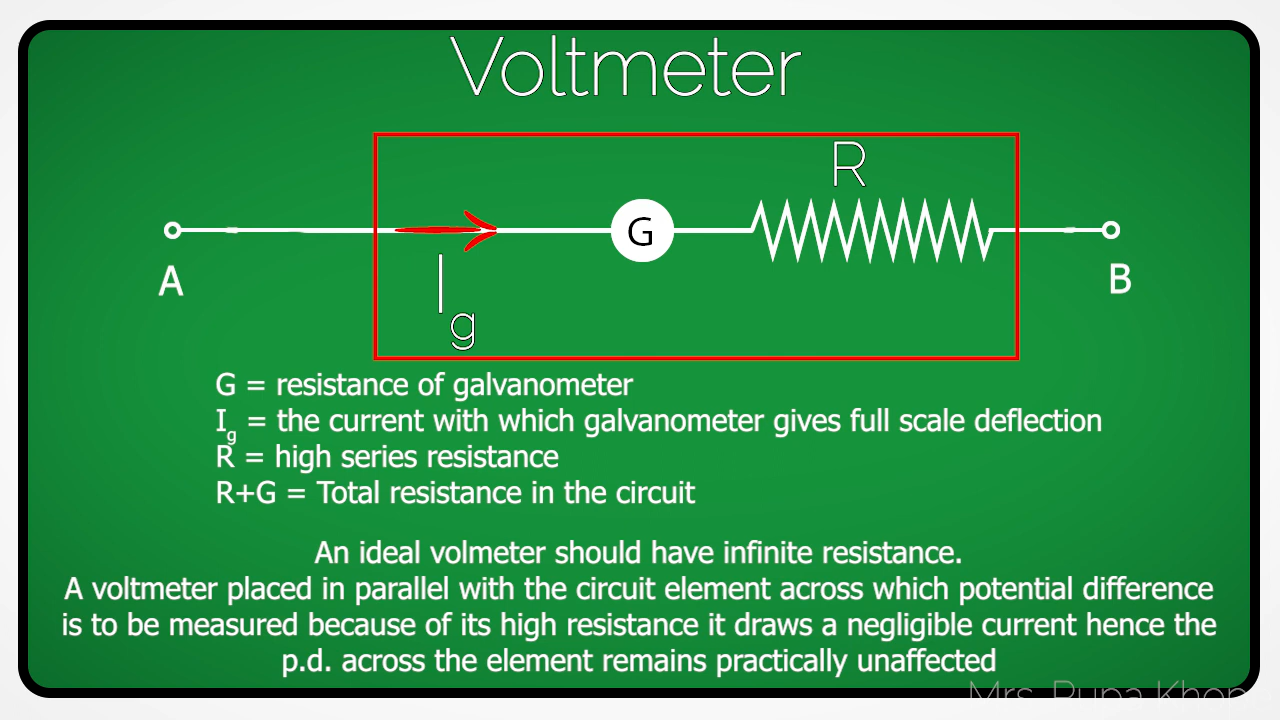 Voltmeter
R
G
I
g
A
B
G = resistance of galvanometer
Ig = the current with which galvanometer gives full scale deflection
R = high series resistance
R+G = Total resistance in the circuit
An ideal volmeter should have infinite resistance.
A voltmeter placed in parallel with the circuit element across which potential difference
is to be measured because of its high resistance it draws a negligible current hence the
p.d. across the element remains practically unaffected
Mrs. Rupa